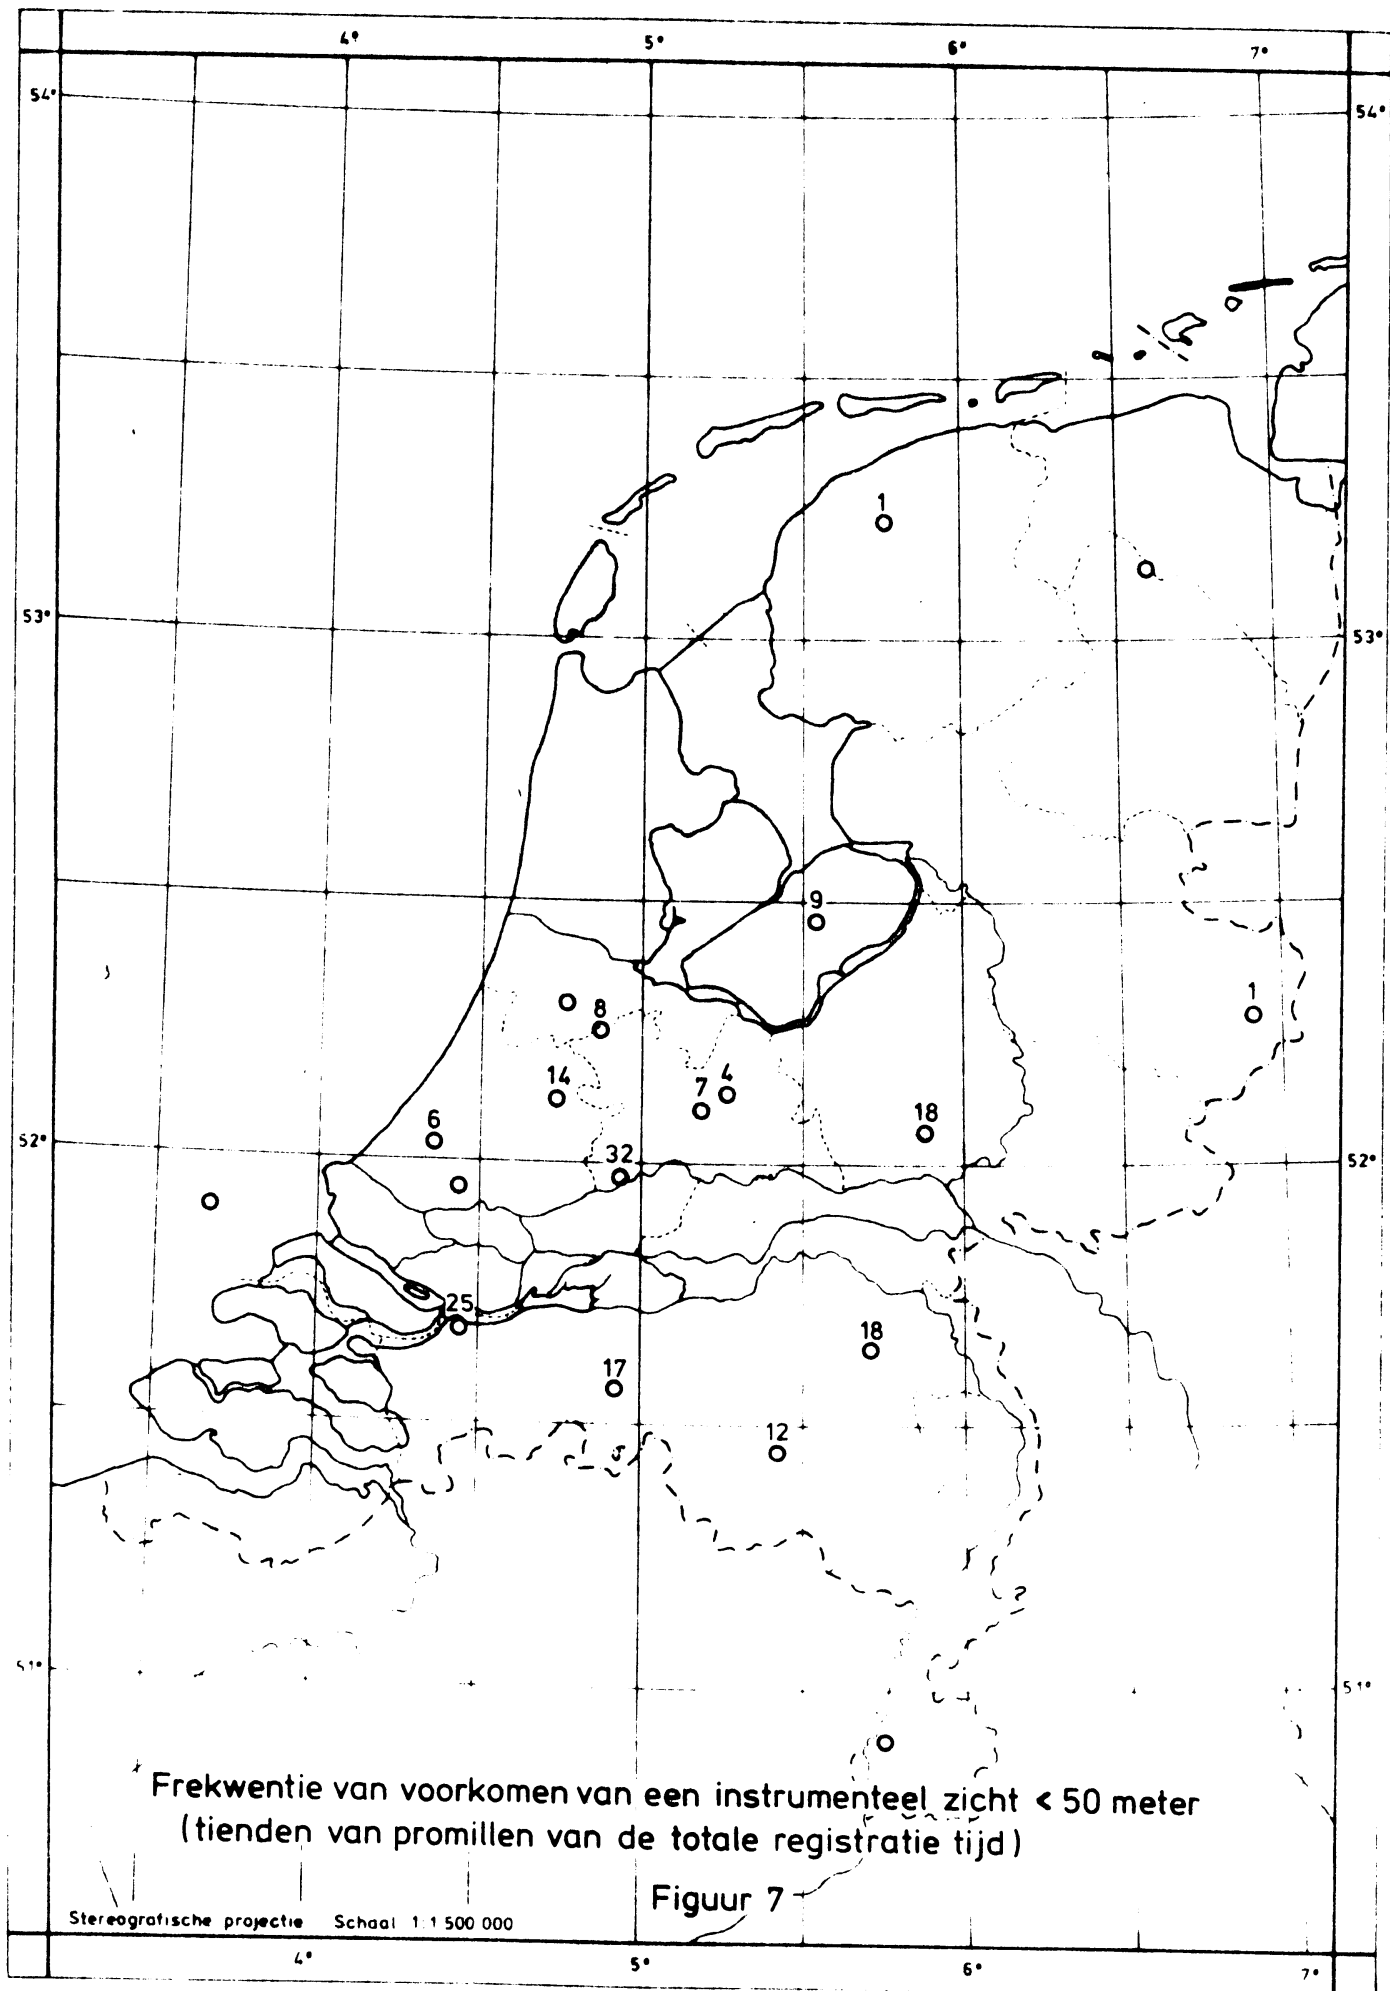 4° 5° 6° 7°
54° 54°
1
53° 53°
9
1
8
14 7 4
6 18
52° 32 52°
25
18
17
12
51° 51°
Frekwentie van voorkomen van een instrumenteel zicht < 50 meter
(tienden van promillen van de totale registratie tijd)
Figuur 7
Stereografische projectie Schaal 1:1 500 000
4° 5° 6° 7°